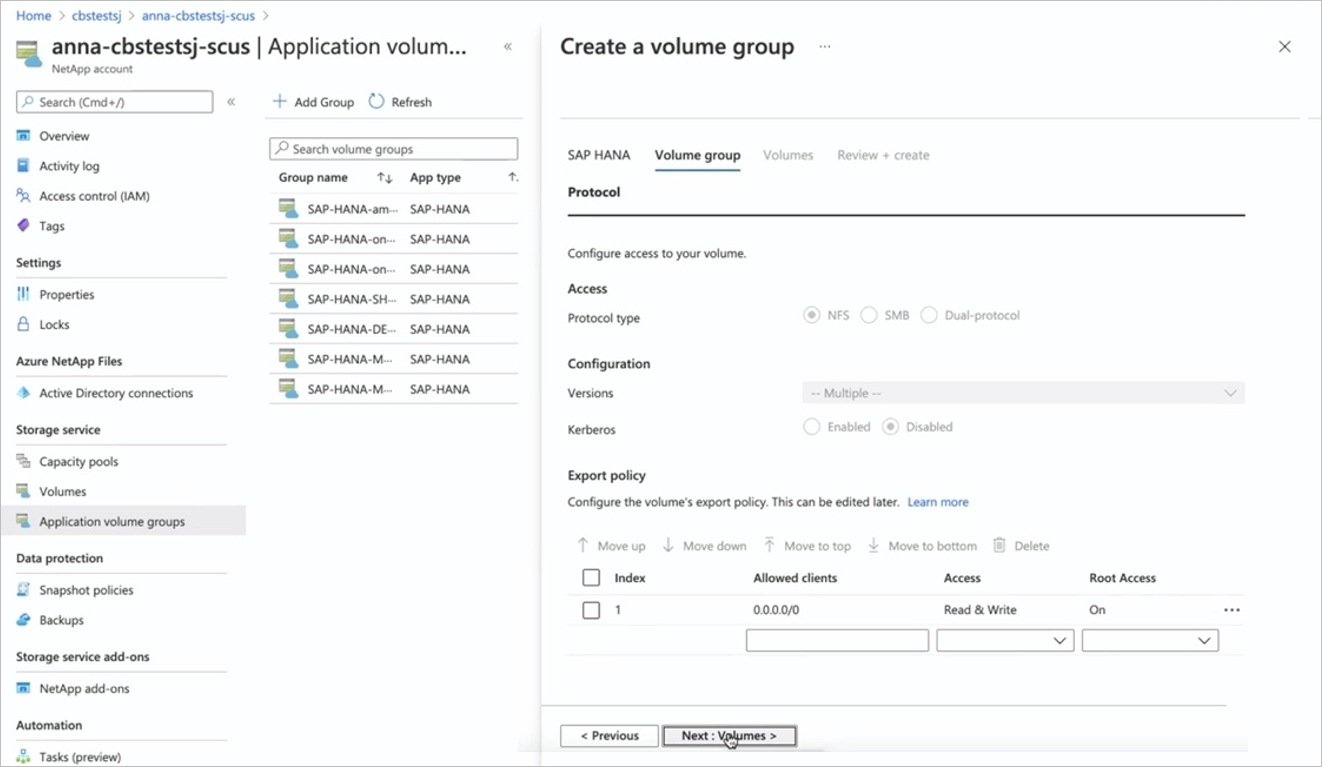 Home > cbstestsj > anna-cbstestsj-scus >
anna-cbstestsj-scus | Application volum... «
NetApp account
Search (Cmd+/) «
Overview
Activity log
Access control (IAM)
Tags
Settings
Properties
Locks
Azure NetApp Files
Active Directory connections
Storage service
Capacity pools
Volumes
Application volume groups
Data protection
Snapshot policies
Backups
Storage service add-ons
NetApp add-ons
Automation
Tasks (preview)
+ Add Group Refresh
Search volume groups
Group name ↑↓ App type ↑.
SAP-HANA-am... SAP-HANA
SAP-HANA-on... SAP-HANA
SAP-HANA-on... SAP-HANA
SAP-HANA-SH... SAP-HANA
SAP-HANA-DE... SAP-HANA
SAP-HANA-M... SAP-HANA
SAP-HANA-M... SAP-HANA
Create a volume group ...
SAP HANA Volume group Volumes Review + create
Protocol
Configure access to your volume.
Access
Protocol type NFS SMB Dual-protocol
Configuration
Versions -- Multiple --
Kerberos Enabled Disabled
Export policy
Configure the volume's export policy. This can be edited later. Learn more
↑ Move up ↓ Move down Move to top Move to bottom Delete
Index Allowed clients Access Root Access
1 0.0.0.0/0 Read & Write On ...
< Previous Next : Volumes >